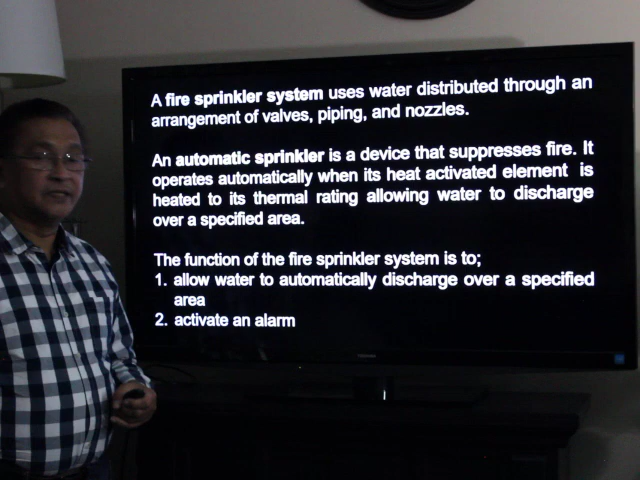 A fire sprinkler system uses water distributed through an
arrangement of valves, piping, and nozzles.
An automatic sprinkler is a device that suppresses fire. It
operates automatically when its heat activated element is
heated to its thermal rating allowing water to discharge
over a specified area.
The function of the fire sprinkler system is to;
1. allow water to automatically discharge over a specified
area
2. activate an alarm
TOSHIBA